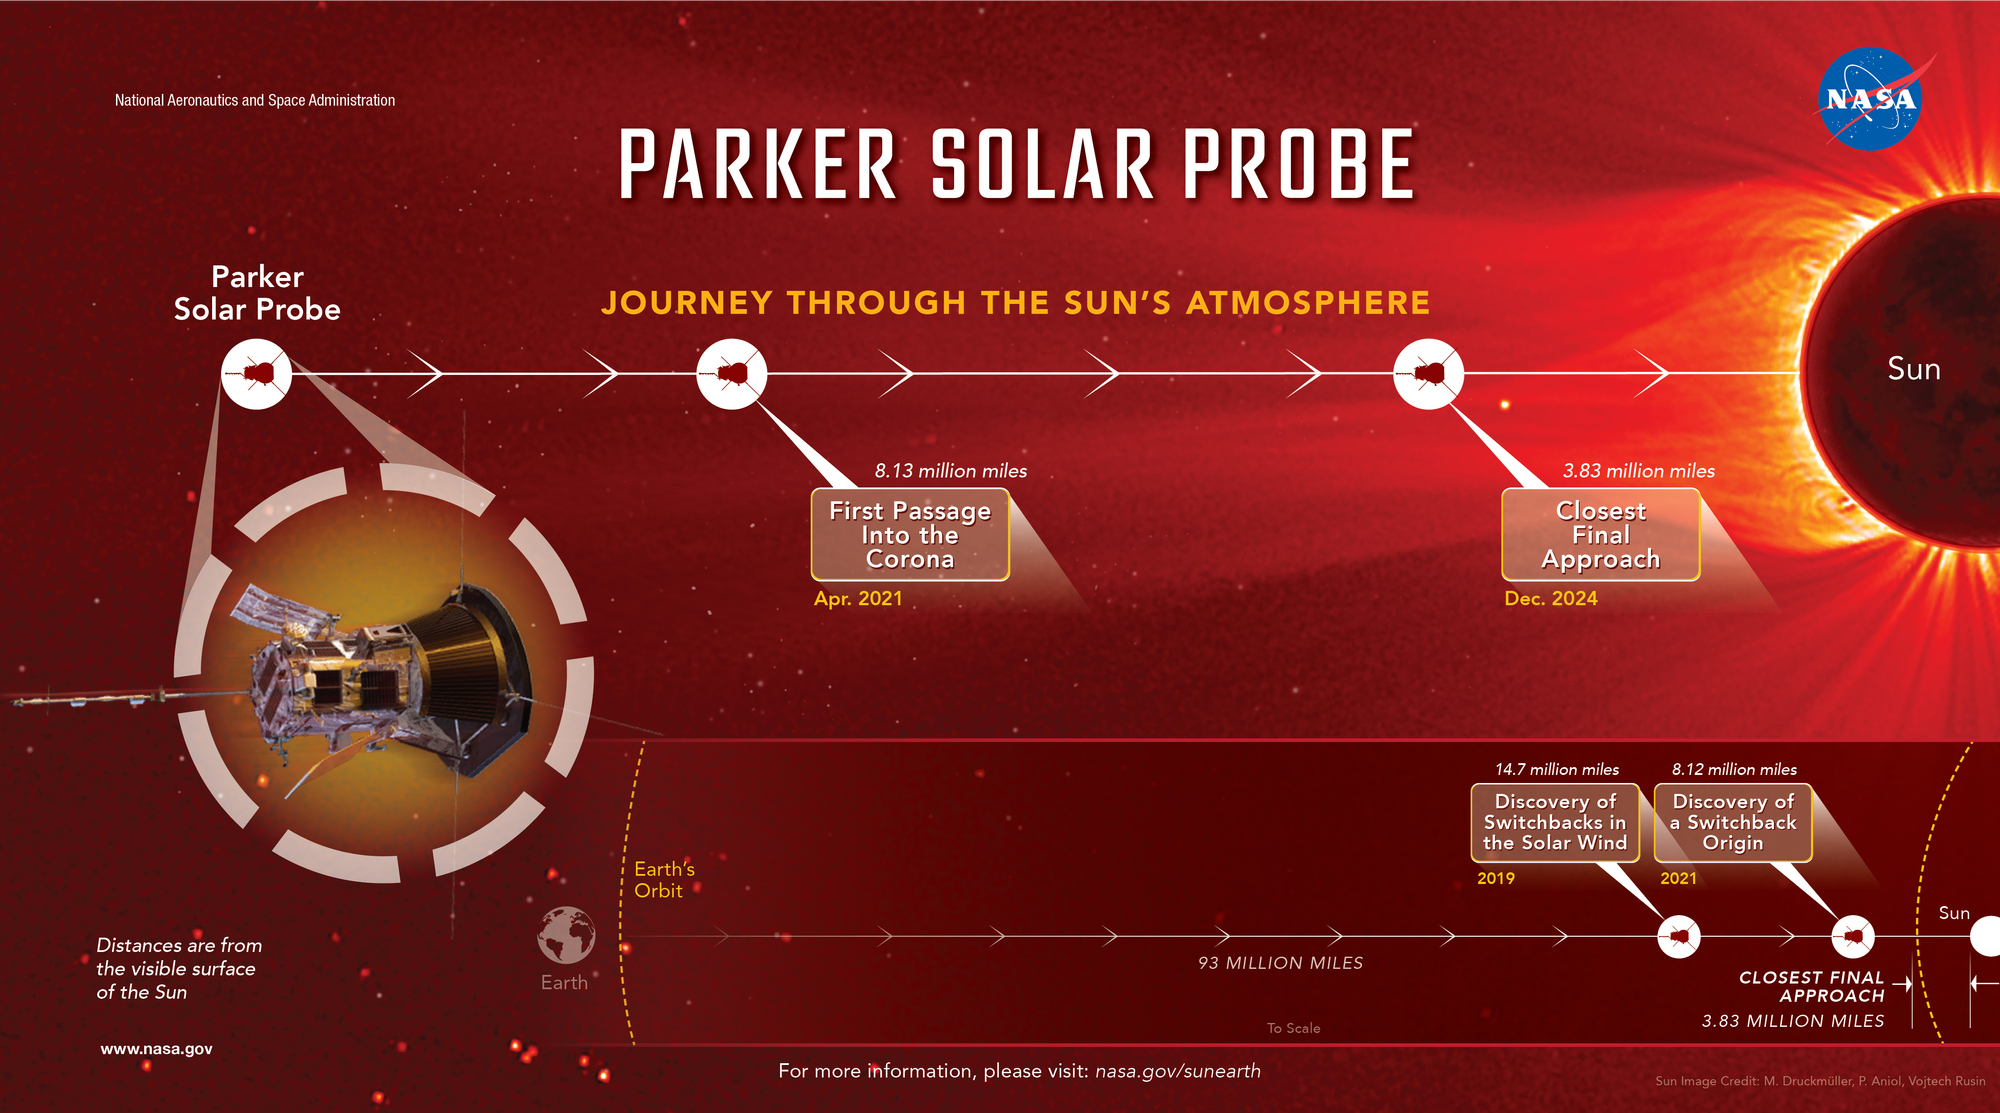 National Aeronautics and Space Administration
NASA
PARKER SOLAR PROBE
Parker
Solar Probe
JOURNEY THROUGH THE SUN’S ATMOSPHERE
Sun
8.13 million miles
First Passage
Into the
Corona
Apr. 2021
3.83 million miles
Closest
Final
Approach
Dec. 2024
14.7 million miles
Discovery of
Switchbacks in
the Solar Wind
2019
8.12 million miles
Discovery of
a Switchback
Origin
2021
Earth’s
Orbit
Earth
Sun
93 MILLION MILES
CLOSEST FINAL
APPROACH
3.83 MILLION MILES
To Scale
Distances are from
the visible surface
of the Sun
www.nasa.gov
For more information, please visit: nasa.gov/sunearth
Sun Image Credit: M. Druckmüller, P. Aniol, Vojtech Rusin